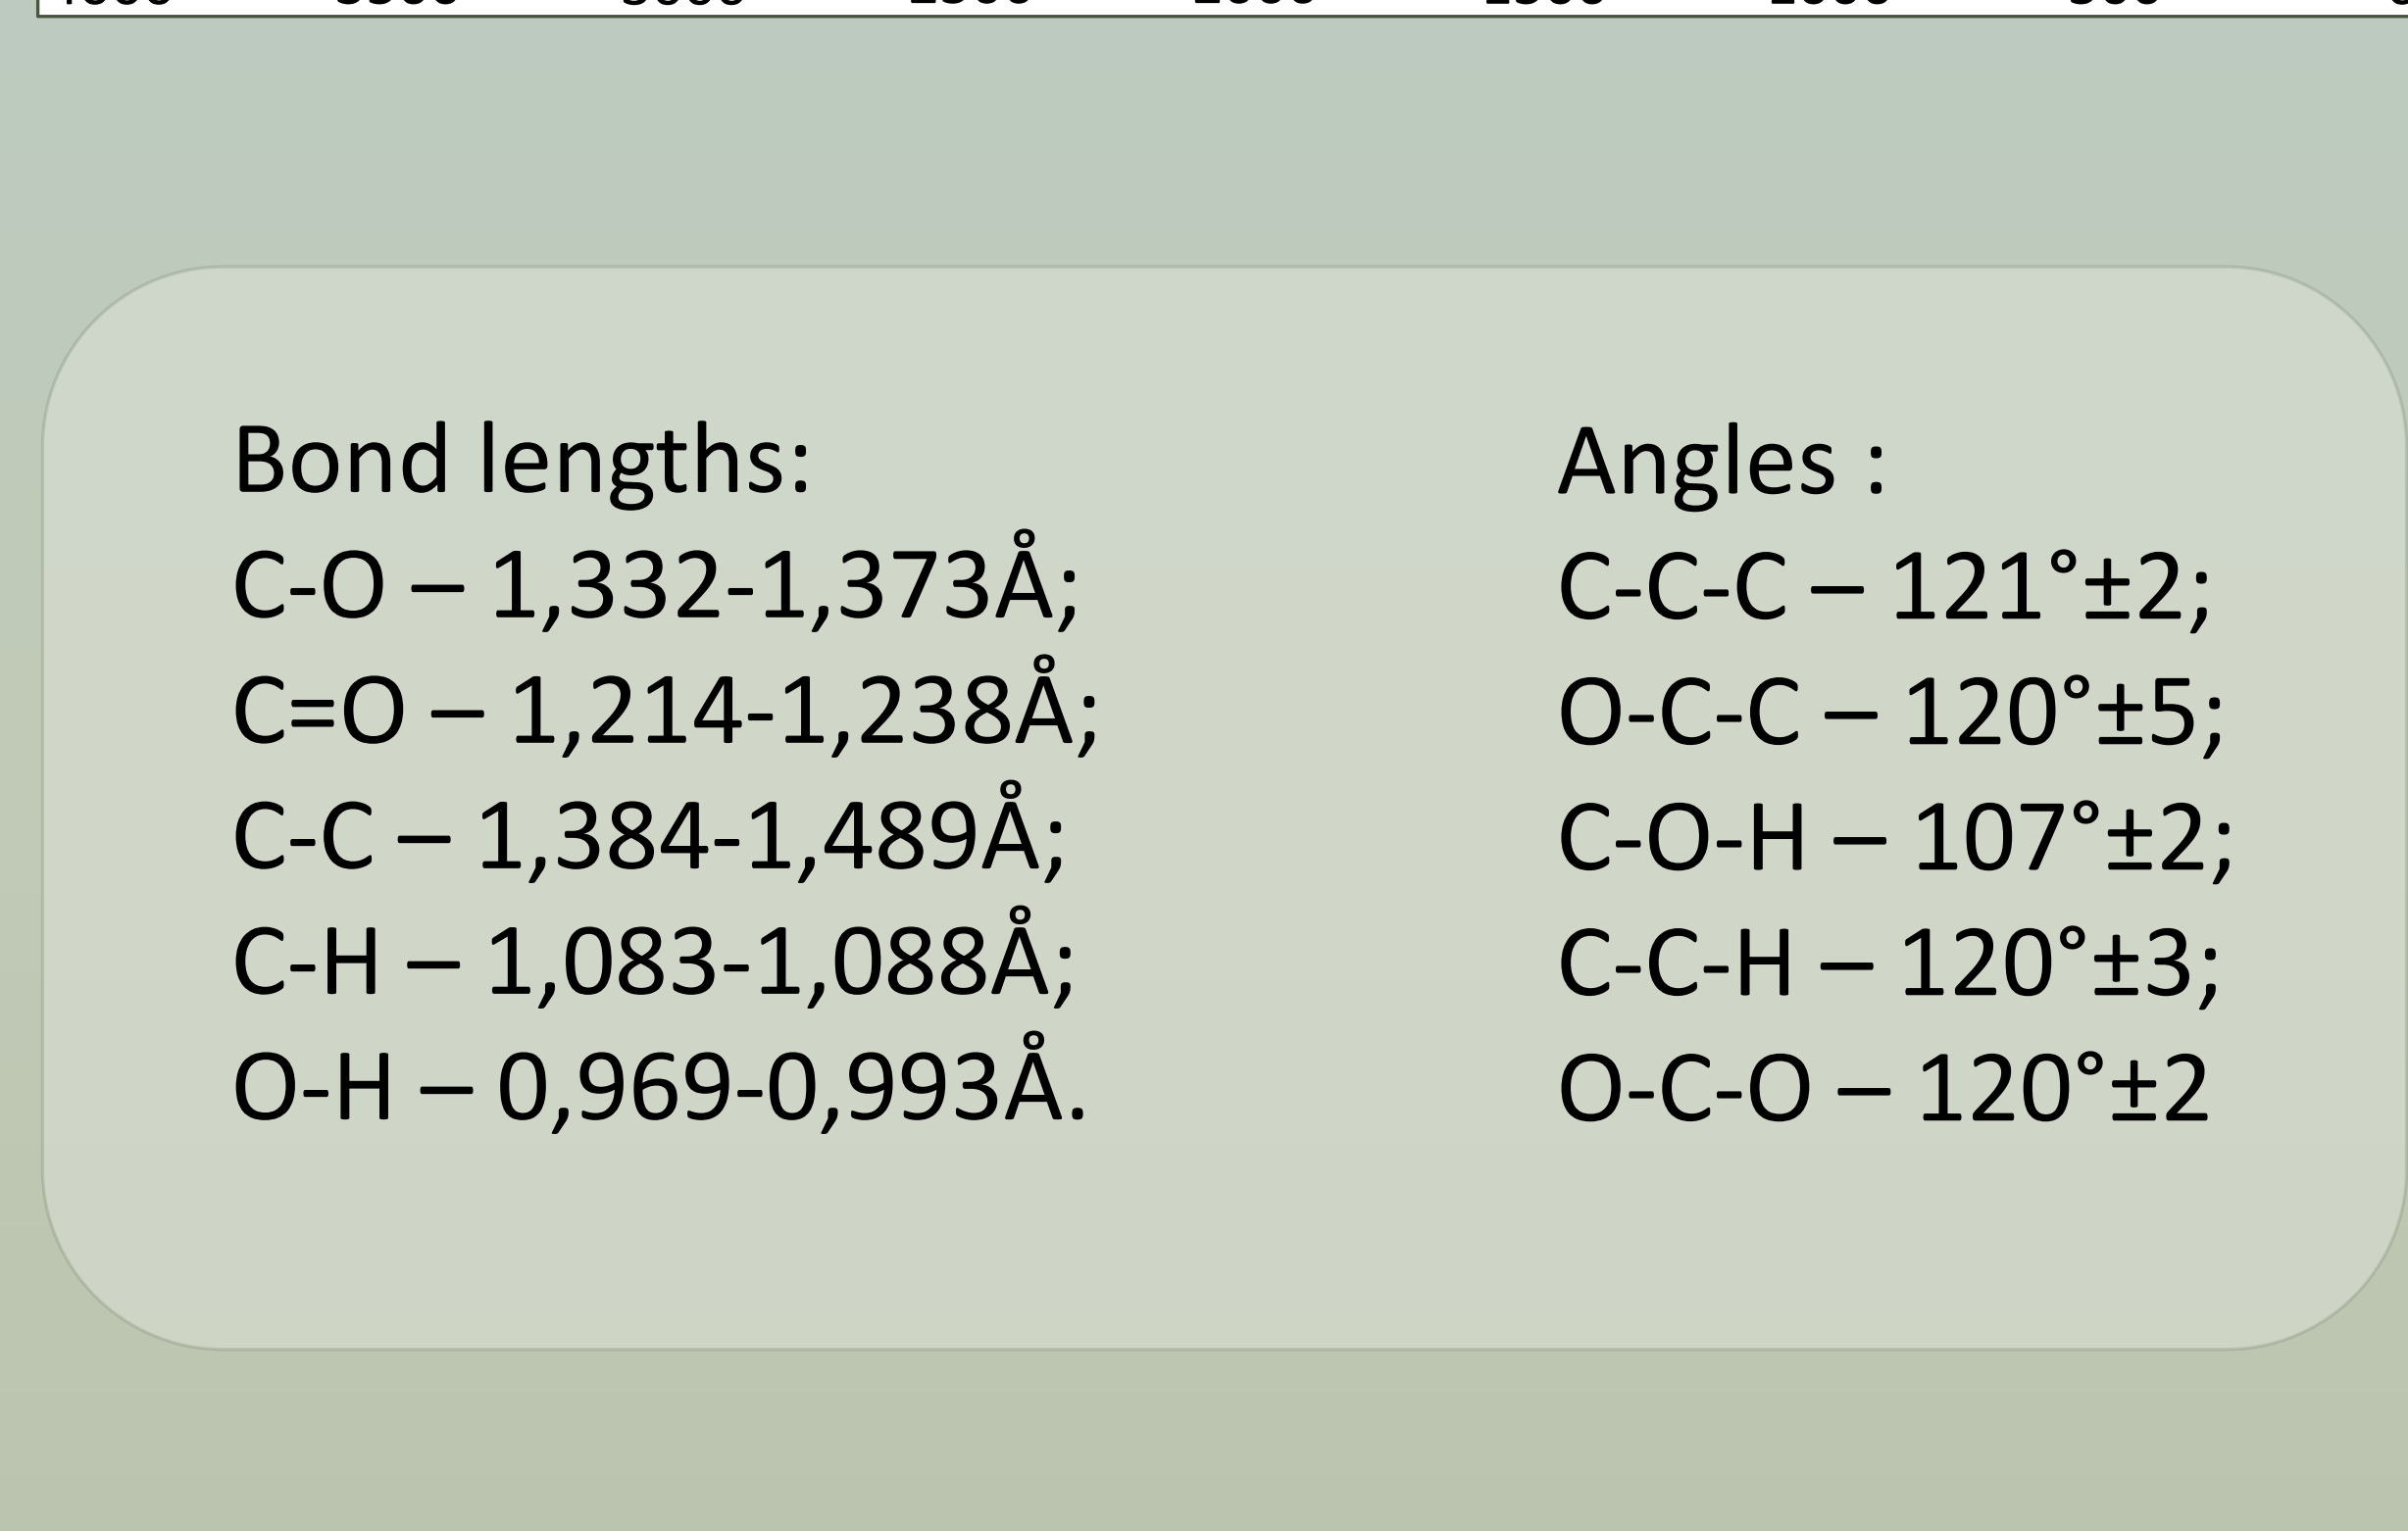 Bond lengths:
C-O – 1,332-1,373Å;
C=O – 1,214-1,238Å;
C-C – 1,384-1,489Å;
C-H – 1,083-1,088Å;
O-H – 0,969-0,993Å.
Angles :
C-C-C – 121°±2;
O-C-C – 120°±5;
C-O-H – 107°±2;
C-C-H – 120°±3;
O-C-O – 120°±2